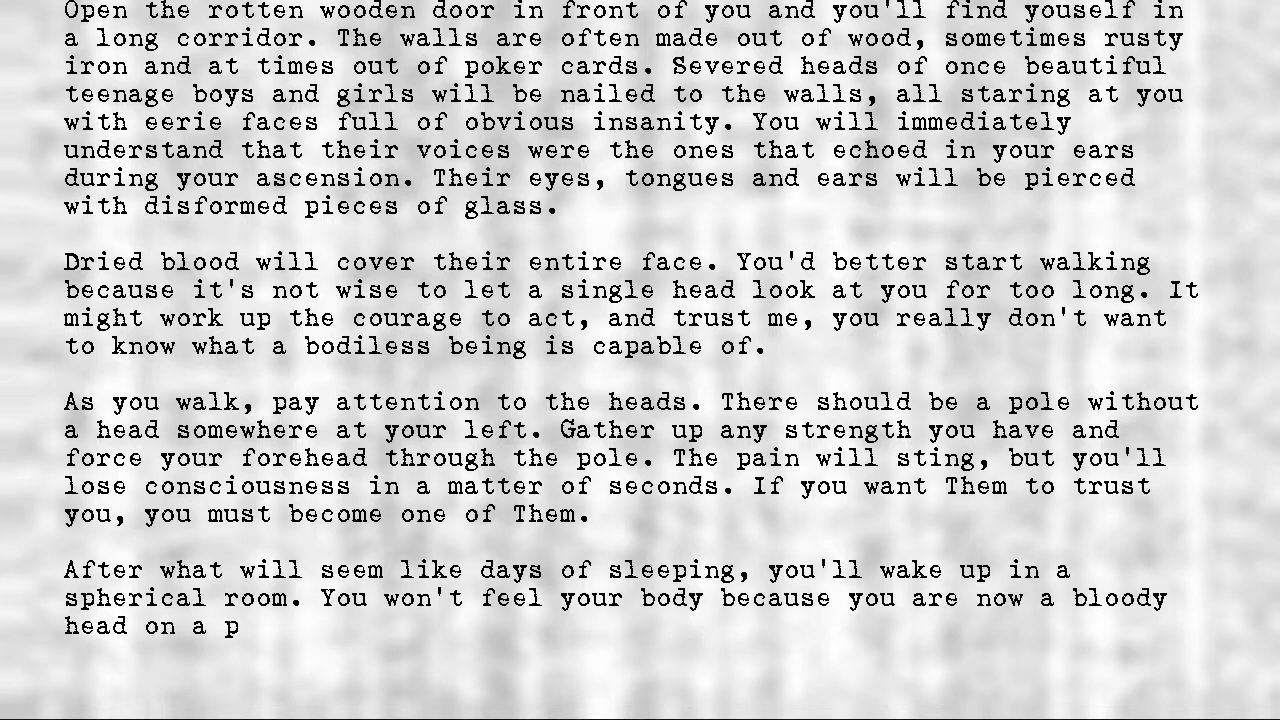 Open the rotten wooden door in front of you and you'll find youself in
a long corridor. The walls are often made out of wood, sometimes rusty
iron and at times out of poker cards. Severed heads of once beautiful
teenage boys and girls will be nailed to the walls, all staring at you
with eerie faces full of obvious insanity. You will immediately
understand that their voices were the ones that echoed in your ears
during your ascension. Their eyes, tongues and ears will be pierced
with disformed pieces of glass.

Dried blood will cover their entire face. You'd better start walking
because it's not wise to let a single head look at you for too long. It
might work up the courage to act, and trust me, you really don't want
to know what a bodiless being is capable of.

As you walk, pay attention to the heads. There should be a pole without
a head somewhere at your left. Gather up any strength you have and
force your forehead through the pole. The pain will sting, but you'll
lose consciousness in a matter of seconds. If you want Them to trust
you, you must become one of Them.

After what will seem like days of sleeping, you'll wake up in a
spherical room. You won't feel your body because you are now a bloody
head on a p